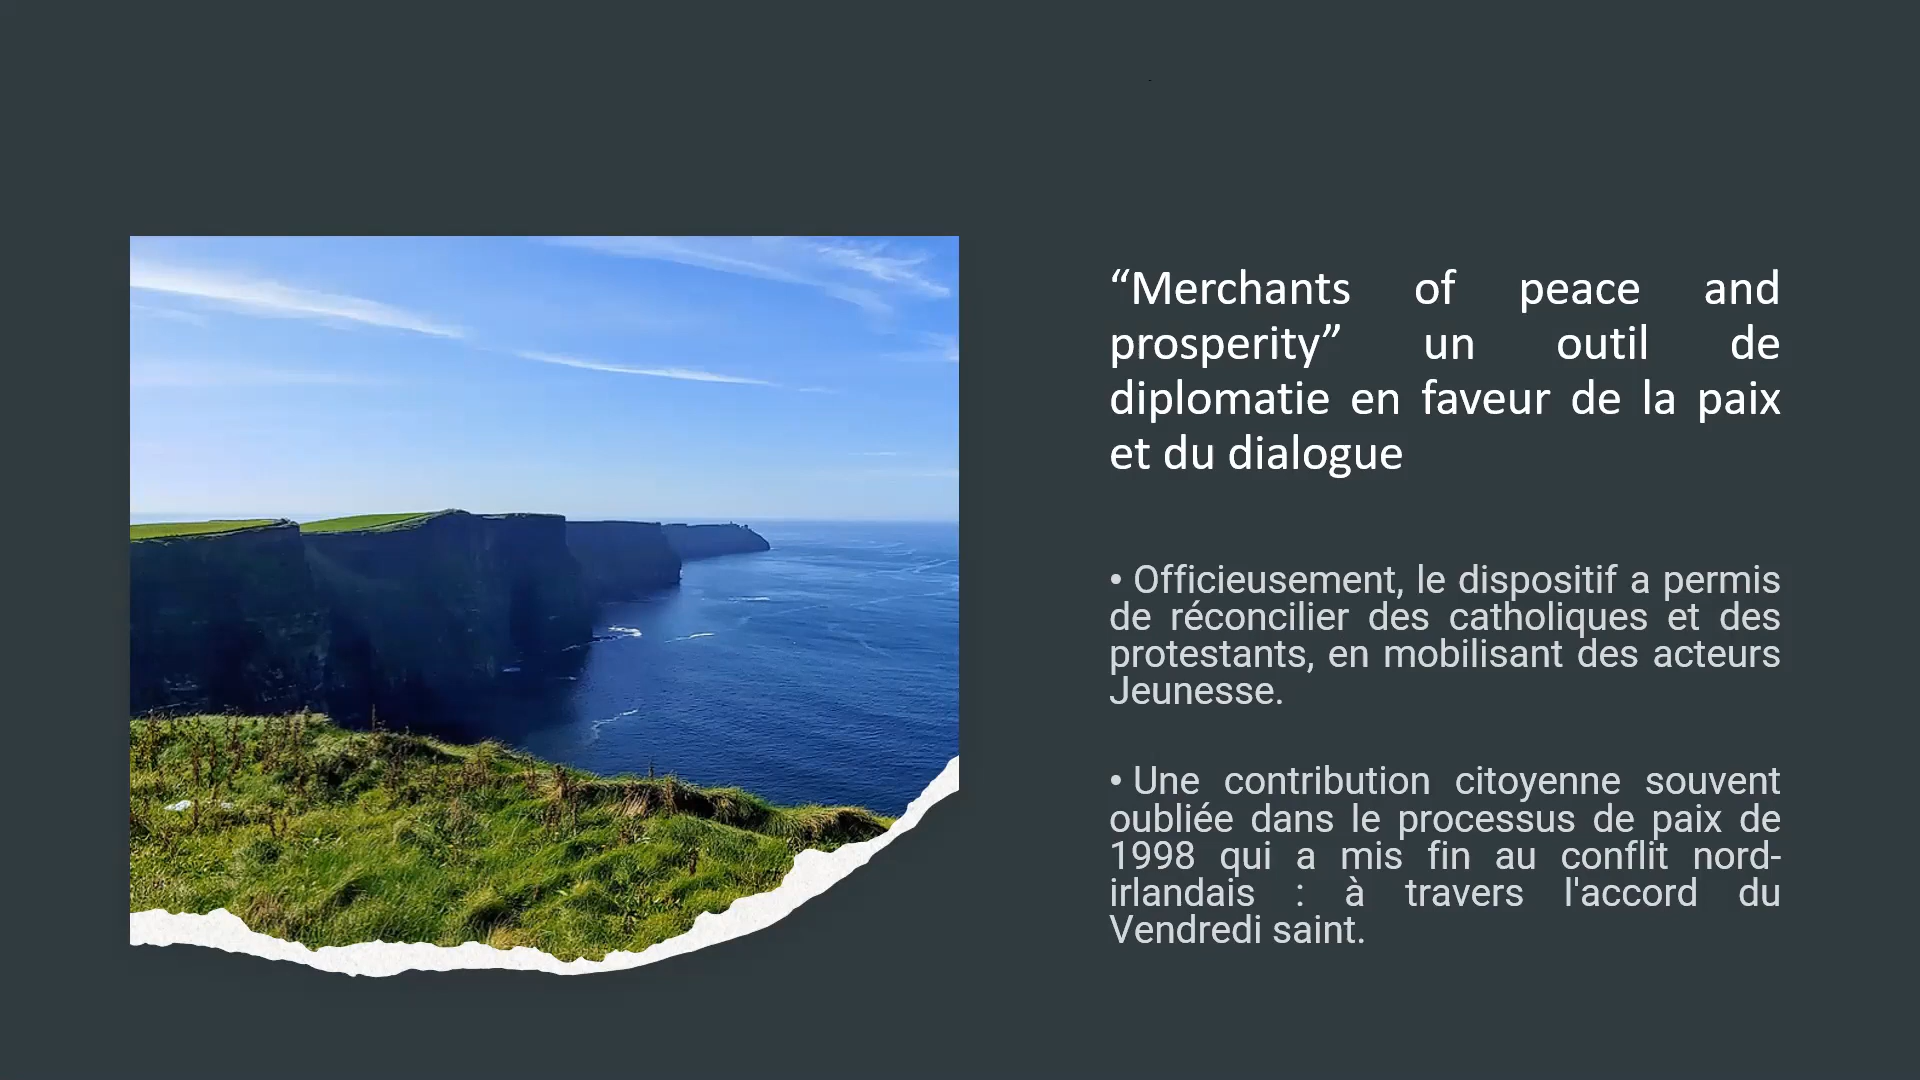 “Merchants of peace and
prosperity” un outil de
diplomatie en faveur de la paix
et du dialogue
• Officieusement, le dispositif a permis
de réconcilier des catholiques et des
protestants, en mobilisant des acteurs
Jeunesse.
• Une contribution citoyenne souvent
oubliée dans le processus de paix de
1998 qui a mis fin au conflit nord-
irlandais : à travers l'accord du
Vendredi saint.